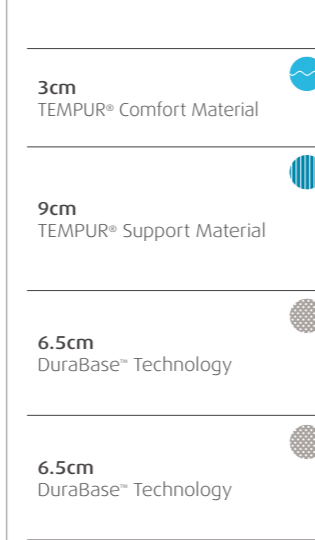 3cm
TEMPUR® Comfort Material
9cm
TEMPUR® Support Material
6.5cm
DuraBase™ Technology
6.5cm
DuraBase™ Technology